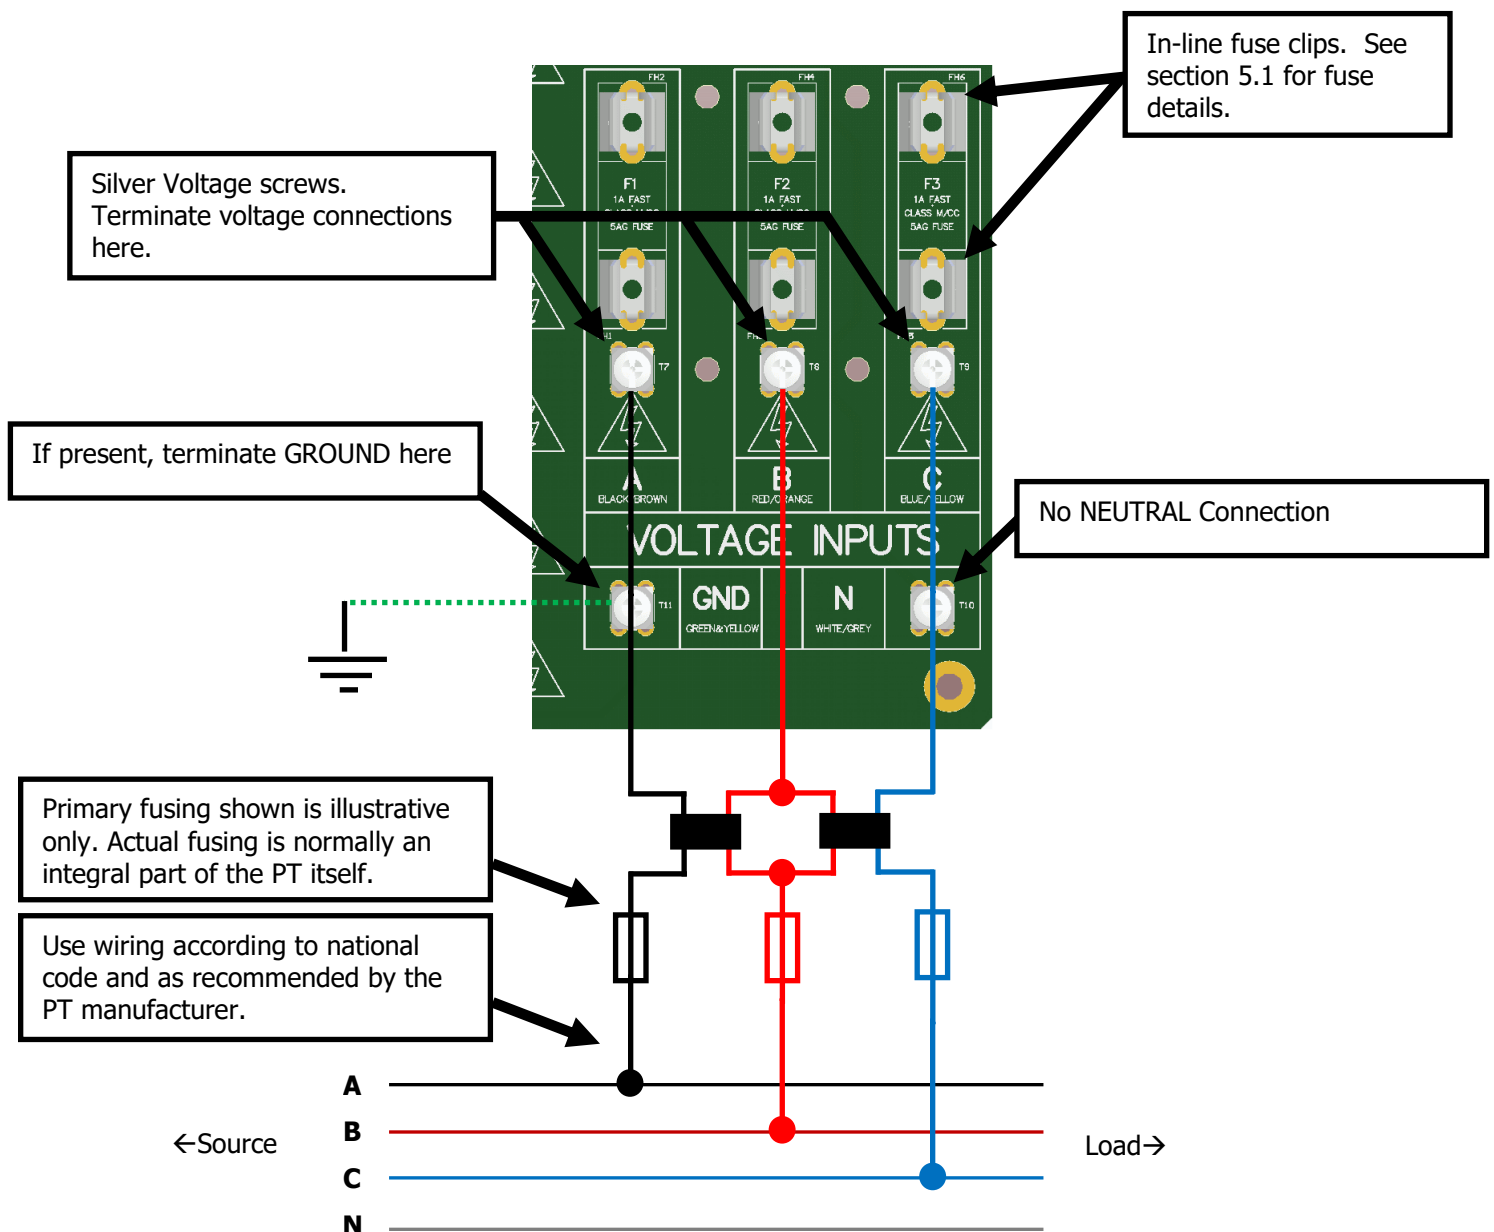 In-line fuse clips.  See
section 5.1 for fuse
details.
FH2
FH4
FH6
Silver Voltage screws.
Terminate voltage connections
here.
F1
1A FAST
5AG FUSE
F2
1A FAST
5AG FUSE
F3
1A FAST
CLASS M/CC
5AG FUSE
T7
T8
T9
If present, terminate GROUND here
A
BLACK/BROWN
B
RED/ORANGE
C
BLUE/YELLOW
No NEUTRAL Connection
VOLTAGE INPUTS
T11
GND
GREEN&YELLOW
N
WHITE/GREY
T10
Primary fusing shown is illustrative
only. Actual fusing is normally an
integral part of the PT itself.
Use wiring according to national
code and as recommended by the
PT manufacturer.
A
B
←Source
Load→
C
N